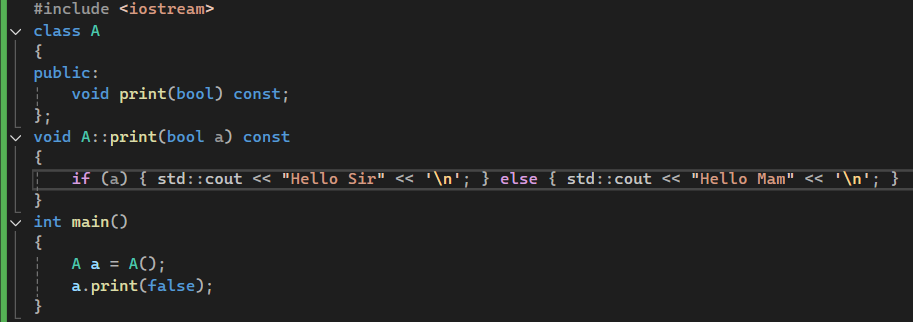 #include <iostream>
class A
{
public:
    void print(bool) const;
};
void A::print(bool a) const
{
    if (a) { std::cout << "Hello Sir" << '\n'; } else { std::cout << "Hello Mam" << '\n'; }
}
int main()
{
    A a = A();
    a.print(false);
}